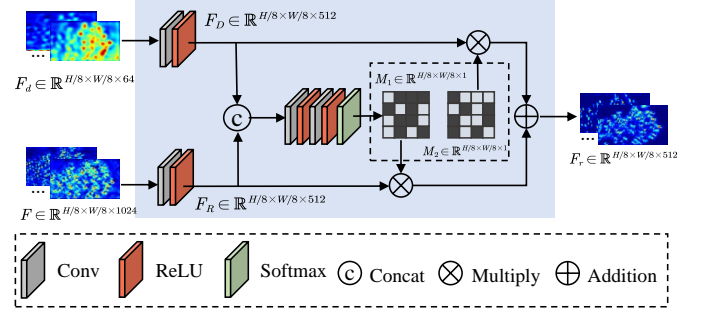 F_D ∈ ℝ^{H/8×W/8×512}
...
F_d ∈ ℝ^{H/8×W/8×64}
M_1 ∈ ℝ^{H/8×W/8×1}
C
M_2 ∈ ℝ^{H/8×W/8×1}
...
F_r ∈ ℝ^{H/8×W/8×512}
...
F ∈ ℝ^{H/8×W/8×1024}
F_R ∈ ℝ^{H/8×W/8×512}
Conv ReLU Softmax C Concat Multiply Addition